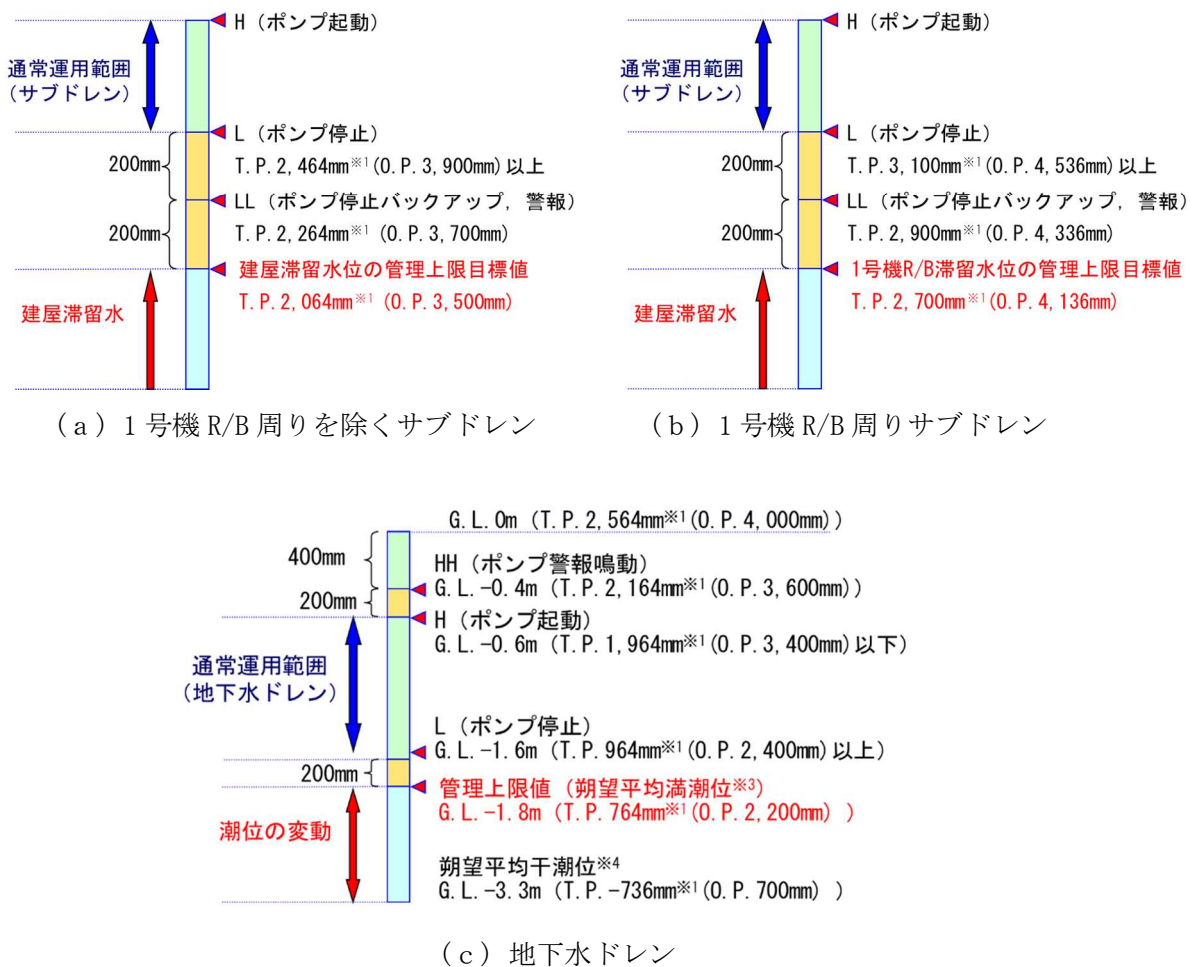 H（ポンプ起動）
通常運用範囲
（サブドレン）
L（ポンプ停止）
200mm
T.P.2,464mm※1(O.P.3,900mm)以上
LL（ポンプ停止バックアップ，警報）
200mm
T.P.2,264mm※1 (O.P.3,700mm)
建屋滞留水位の管理上限目標値
T.P.2,064mm※1 (O.P.3,500mm)
建屋滞留水
（a）1号機R/B周りを除くサブドレン
H（ポンプ起動）
通常運用範囲
（サブドレン）
L（ポンプ停止）
200mm
T.P.3,100mm※1(O.P.4,536mm)以上
LL（ポンプ停止バックアップ，警報）
200mm
T.P.2,900mm※1(O.P.4,336mm)
1号機R/B滞留水位の管理上限目標値
T.P.2,700mm※1(O.P.4,136mm)
建屋滞留水
（b）1号機R/B周りサブドレン
G.L.0m（T.P.2,564mm※1(O.P.4,000mm)）
400mm
HH（ポンプ警報鳴動）
G.L.-0.4m（T.P.2,164mm※1(O.P.3,600mm)）
200mm
H（ポンプ起動）
G.L.-0.6m（T.P.1,964mm※1(O.P.3,400mm)以下）
通常運用範囲
（地下水ドレン）
L（ポンプ停止）
G.L.-1.6m（T.P.964mm※1(O.P.2,400mm)以上）
200mm
管理上限値（朔望平均満潮位※3）
G.L.-1.8m（T.P.764mm※1(O.P.2,200mm) ）
潮位の変動
朔望平均干潮位※4
G.L.-3.3m（T.P.-736mm※1(O.P.700mm) ）
（c）地下水ドレン